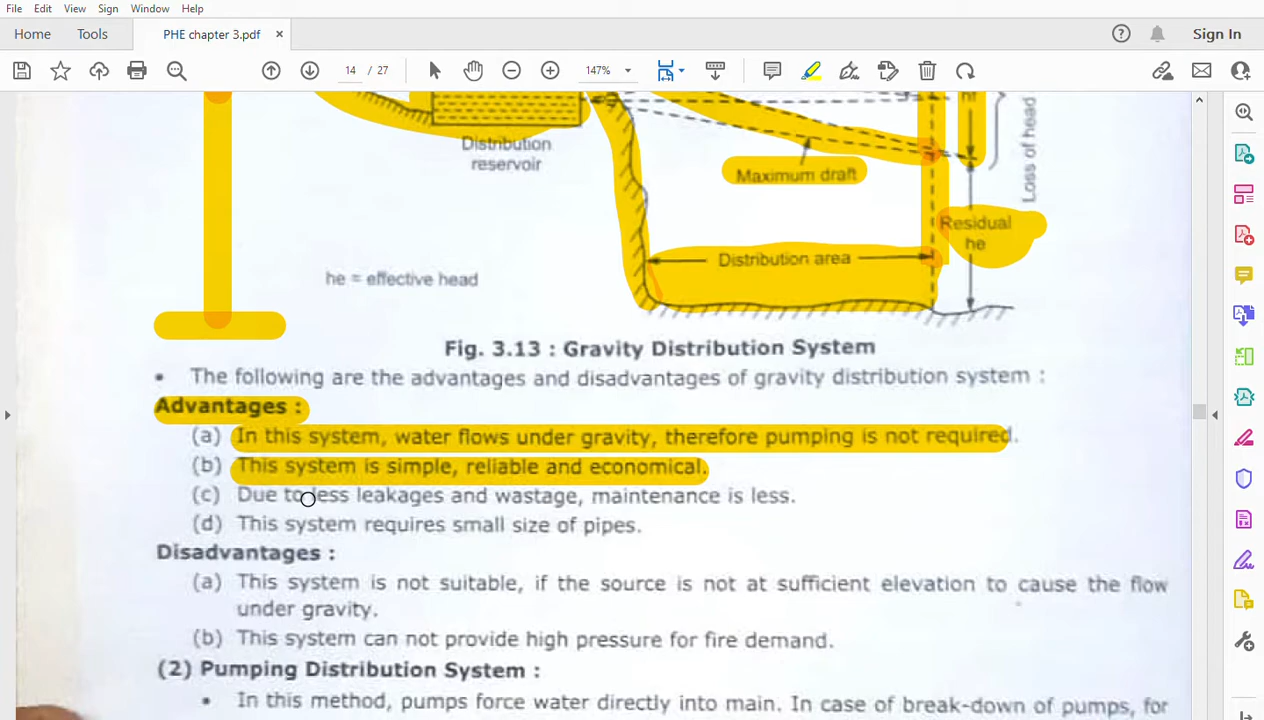 File Edit View Sign Window Help
Home Tools PHE chapter 3.pdf × Sign In
14 / 27 147%
Distribution
reservoir
Maximum draft
Loss of head
Residual
he
Distribution area
he = effective head
Fig. 3.13 : Gravity Distribution System
• The following are the advantages and disadvantages of gravity distribution system :
Advantages :
(a) In this system, water flows under gravity, therefore pumping is not required.
(b) This system is simple, reliable and economical.
(c) Due to less leakages and wastage, maintenance is less.
(d) This system requires small size of pipes.
Disadvantages :
(a) This system is not suitable, if the source is not at sufficient elevation to cause the flow
under gravity.
(b) This system can not provide high pressure for fire demand.
(2) Pumping Distribution System :
• In this method, pumps force water directly into main. In case of break-down of pumps, for